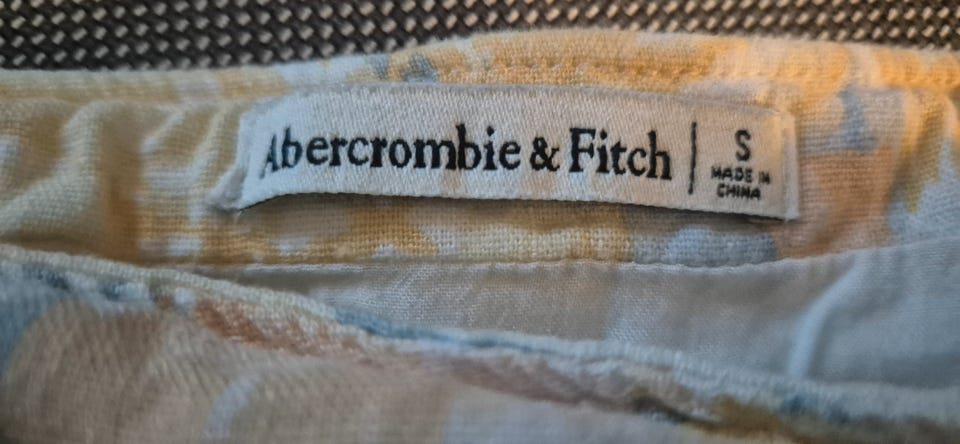 Abercrombie & Fitch
S
MADE IN
CHINA